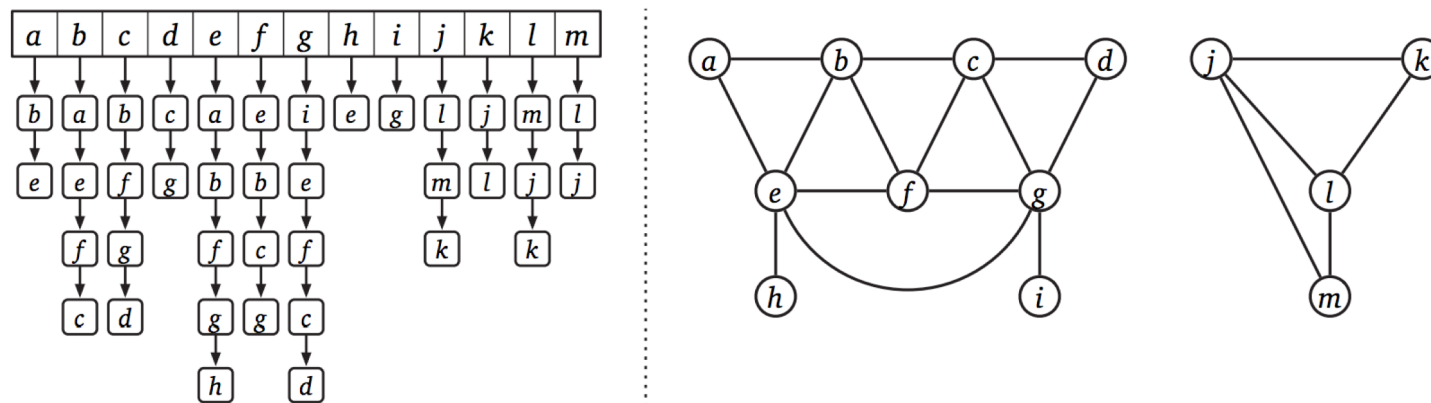 a b c d e f g h i j k l m
b a b c a e i e g l j m l
e e f g b b e m l j j
f g f c f k k
c d g g c
h d
a b c d
e f g
h i
j k
l
m